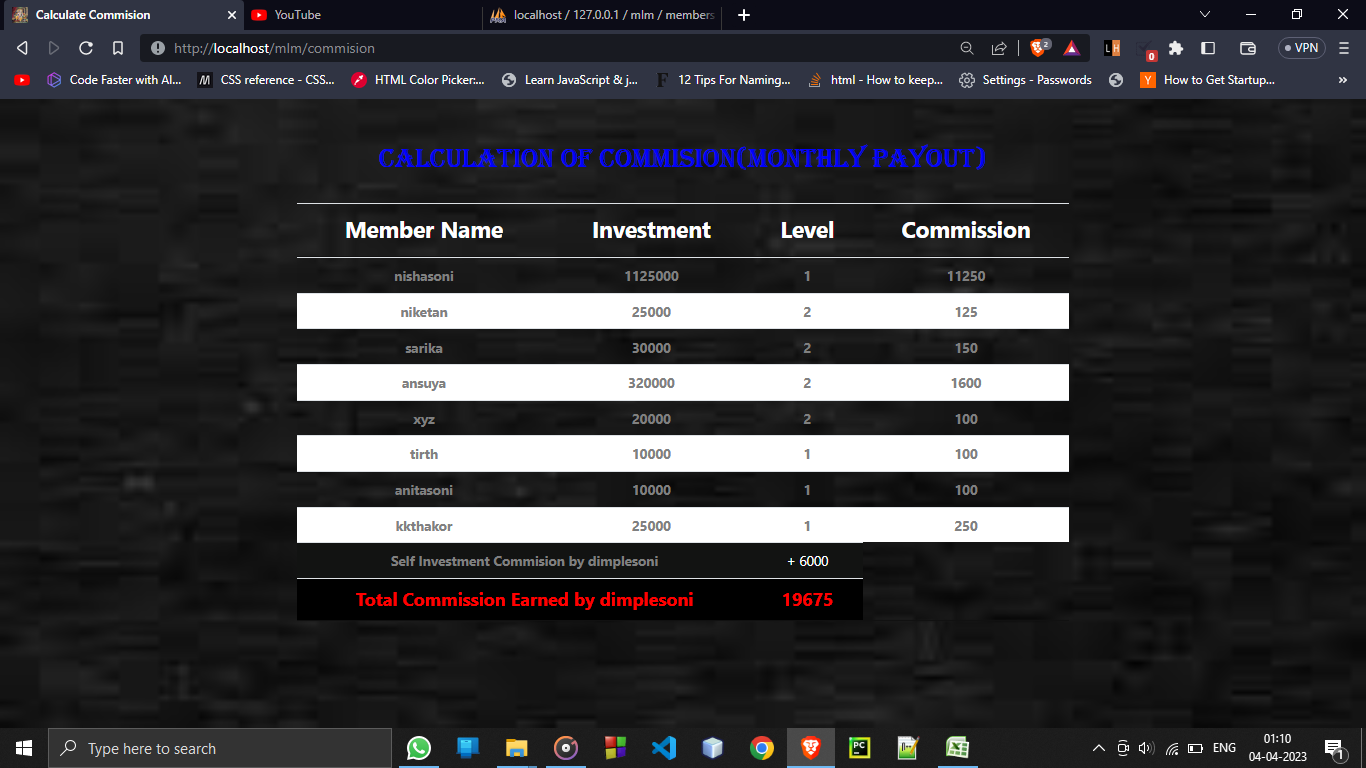 Calculate Commision
YouTube
localhost / 127.0.0.1 / mlm / members
http://localhost/mlm/commision
2
LH
0
VPN
Code Faster with AI...
CSS reference - CSS...
HTML Color Picker:...
Learn JavaScript & j...
12 Tips For Naming...
html - How to keep...
Settings - Passwords
How to Get Startup...
CALCULATION OF COMMISION(MONTHLY PAYOUT)
Member Name Investment Level Commission
nishasoni 1125000 1 11250
niketan 25000 2 125
sarika 30000 2 150
ansuya 320000 2 1600
xyz 20000 2 100
tirth 10000 1 100
anitasoni 10000 1 100
kkthakor 25000 1 250
Self Investment Commision by dimplesoni + 6000
Total Commission Earned by dimplesoni 19675
Type here to search
PC
ENG
01:10
04-04-2023
1